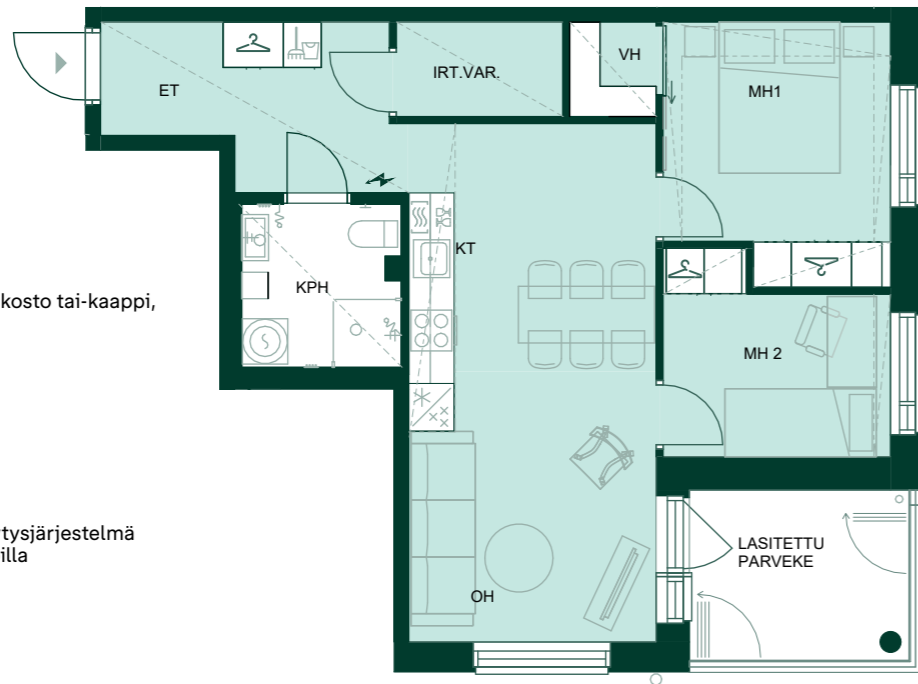 ET
IRT.VAR.
VH
MH1
KT
KPH
kosto tai-kaappi,
MH 2
tysjärjestelmä
illa
LASITETTU
PARVEKE
OH